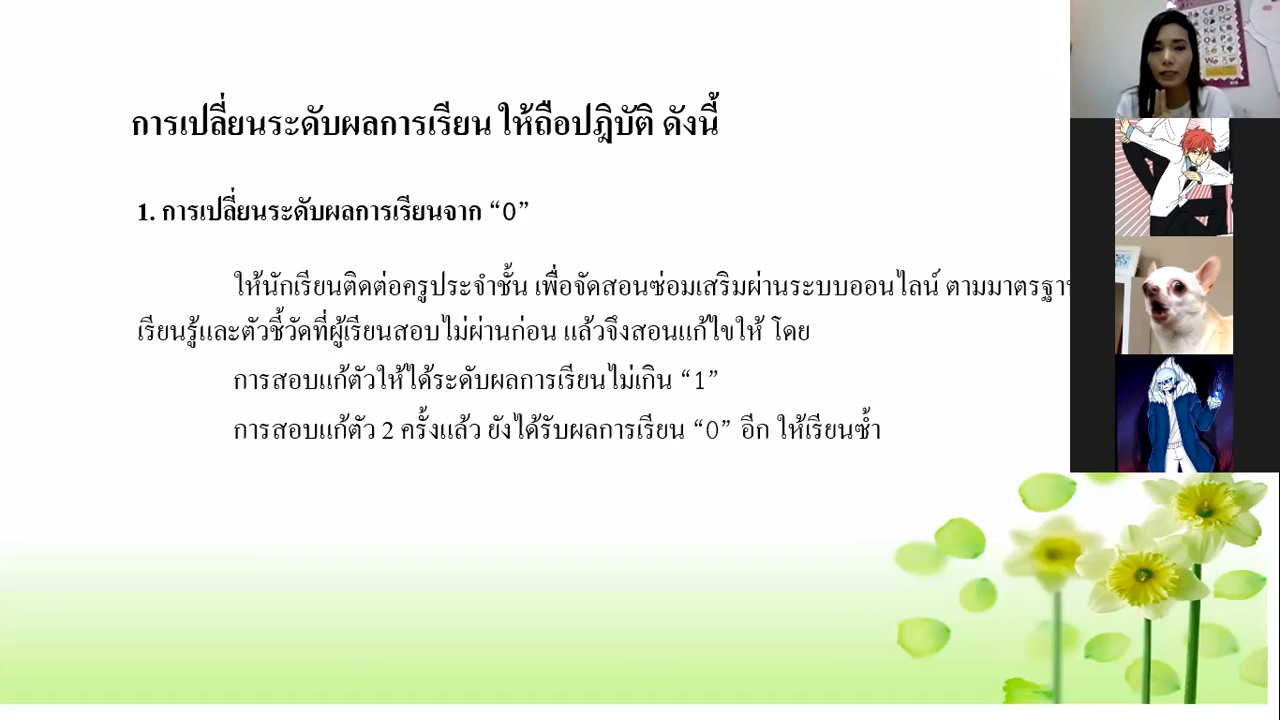 การเปลี่ยนระดับผลการเรียน ให้ถือปฎิบัติ ดังนี้
1. การเปลี่ยนระดับผลการเรียนจาก “0”
ให้นักเรียนติดต่อครูประจำชั้น เพื่อจัดสอนซ่อมเสริมผ่านระบบออนไลน์
เรียนรู้และตัวชี้วัดที่ผู้เรียนสอบไม่ผ่านก่อน แล้วจึงสอนแก้ไขให้ โดย
การสอบแก้ตัวให้ได้ระดับผลการเรียนไม่เกิน “1”
การสอบแก้ตัว 2 ครั้งแล้ว ยังได้รับผลการเรียน “0” อีก ให้เรียนซ้ำ